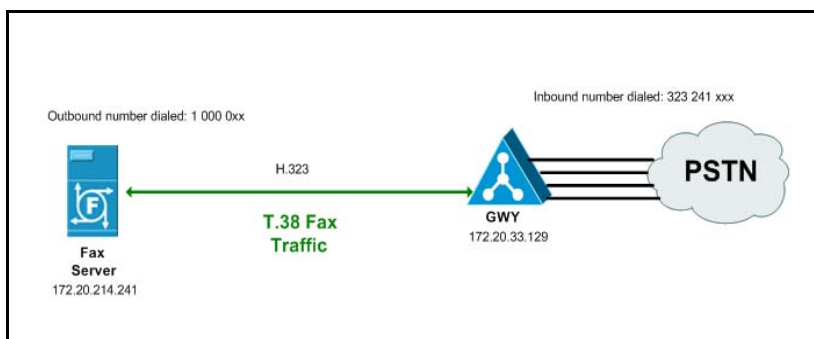 Inbound number dialed: 323 241 xxx
Outbound number dialed: 1 000 0xx
H.323
PSTN
F
T.38 Fax
Traffic
GWY
172.20.33.129
Fax
Server
172.20.214.241